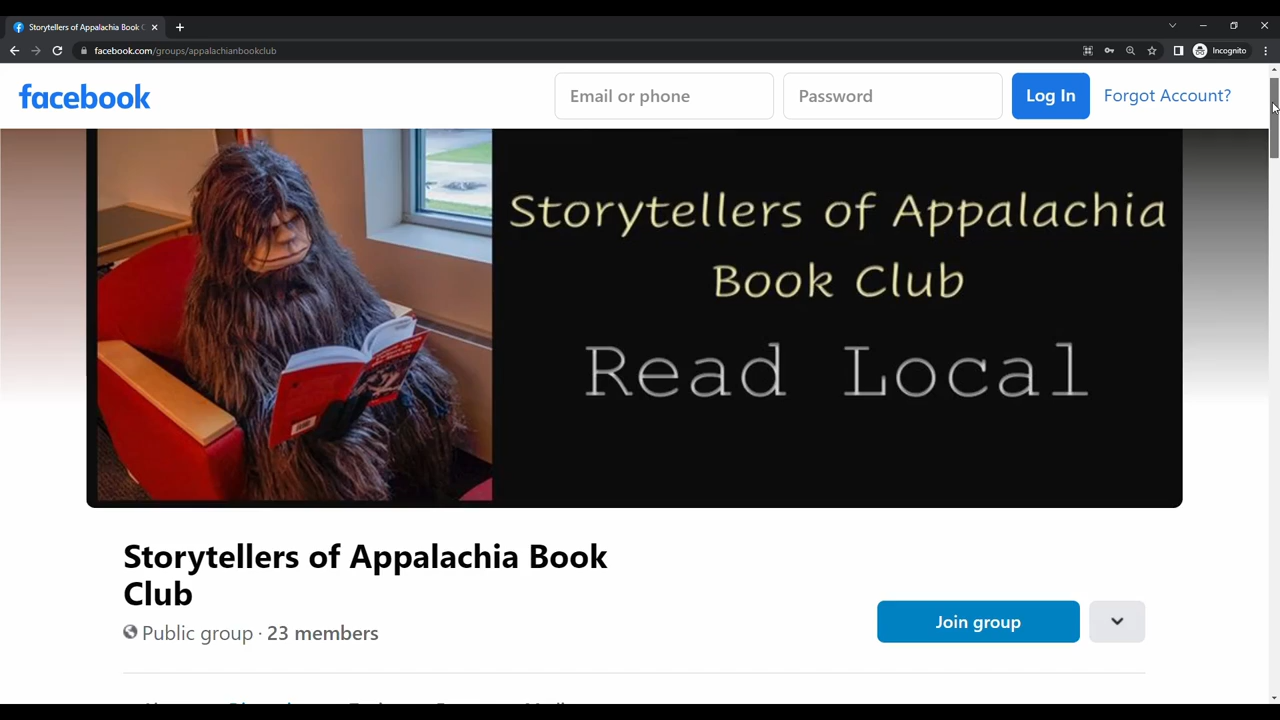 Storytellers of Appalachia Book C
facebook.com/groups/appalachianbookclub
Incognito
facebook
Email or phone
Password
Log In
Forgot Account?
Storytellers of Appalachia
Book Club
Read Local
Storytellers of Appalachia Book
Club
Public group · 23 members
Join group